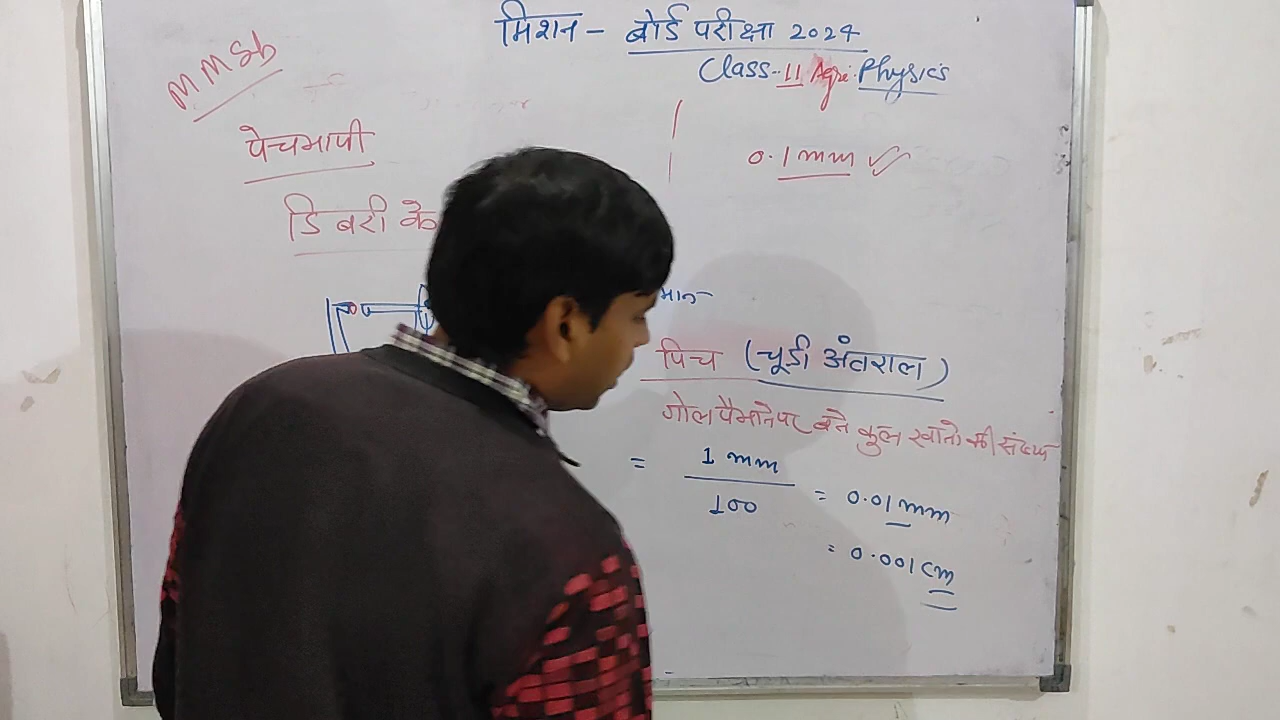 मिशन - बोर्ड परीक्षा 2024
Class- 11 Agri. Physics
MMSb
पेचमापी
0.1 mm
डिबरी के
मान
पिच (चूड़ी अंतराल)
गोल पैमाने पर बने कुल खानो की संख्या
= 1 mm
100
= 0.01 mm
= 0.001 cm